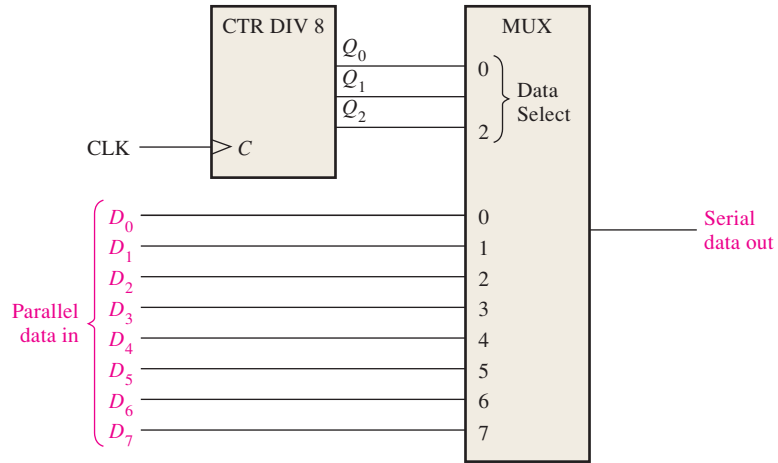 CTR DIV 8
MUX
Q0
Q1
Q2
0
2
Data
Select
CLK
C
Parallel
data in
D0
D1
D2
D3
D4
D5
D6
D7
0
1
2
3
4
5
6
7
Serial
data out